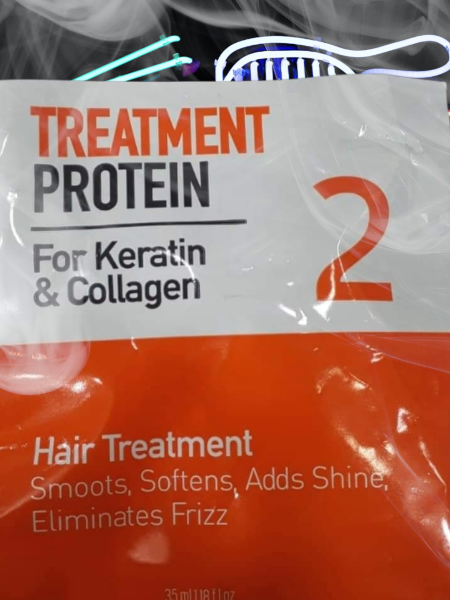 TREATMENT
PROTEIN
2
For Keratin
& Collagen
Hair Treatment
Smoots, Softens, Adds Shine,
Eliminates Frizz